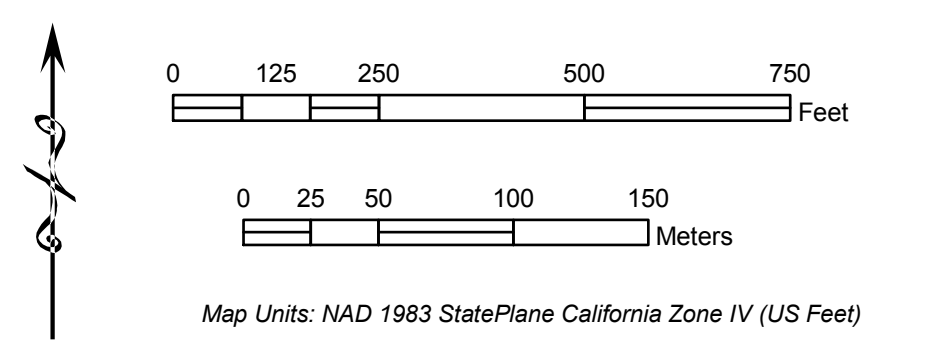 0 125 250 500 750
Feet
0 25 50 100 150
Meters
Map Units: NAD 1983 StatePlane California Zone IV (US Feet)